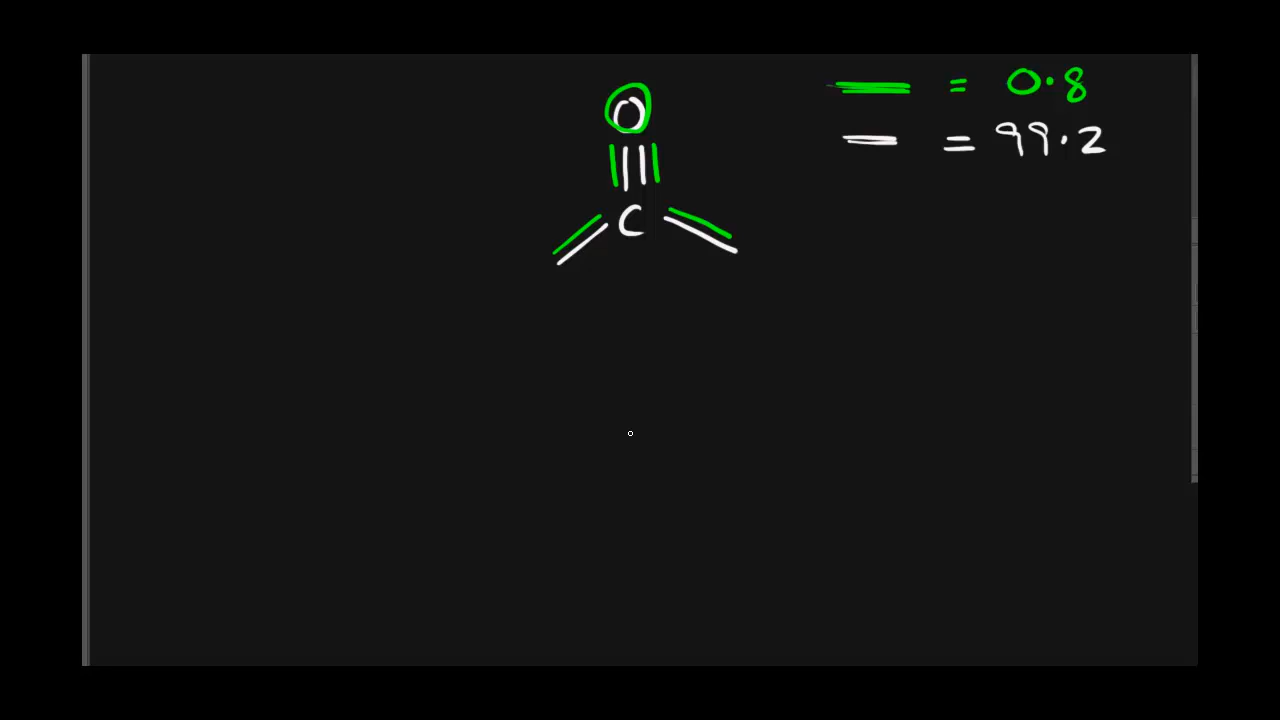 O
C
= 0.8
= 99.2